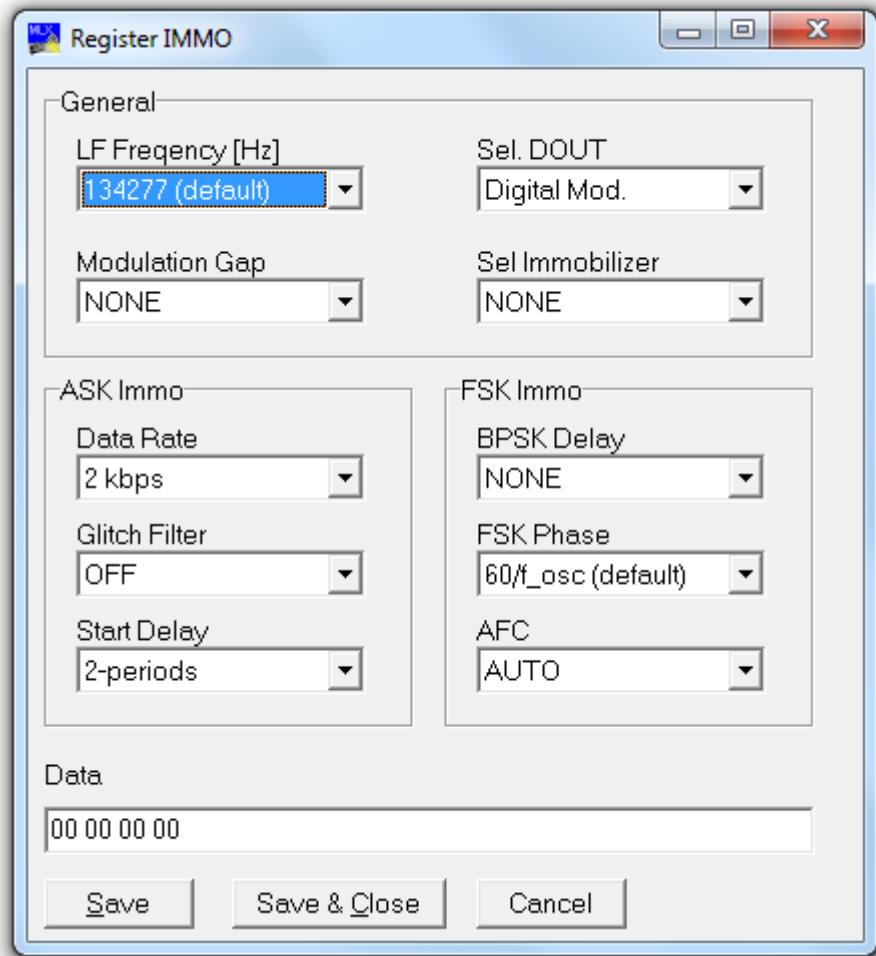 MLX
Register IMMO
General
LF Freqency [Hz]
Sel. DOUT
134277 (default)
Digital Mod.
Modulation Gap
Sel Immobilizer
NONE
NONE
ASK Immo
Data Rate
2 kbps
Glitch Filter
OFF
Start Delay
2-periods
FSK Immo
BPSK Delay
NONE
FSK Phase
60/f_osc (default)
AFC
AUTO
Data
00 00 00 00
Save
Save & Close
Cancel